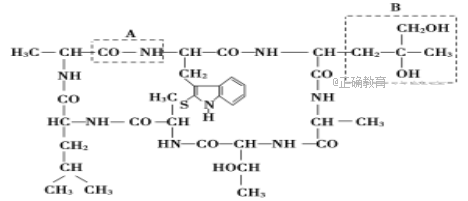 A
B
CH₂OH
H₃C—CH—CO—NH—CH—CO—NH—CH—CH₂—C—CH₃
NH
CH₂
CO
OH
@正确教育
CO
H₃C
S
N
H
NH
HC—NH—CO—CH
CH—CH₃
CH₂
HN—CO—CH—NH—CO
CH
HOCH
CH₃
CH₃
CH₃